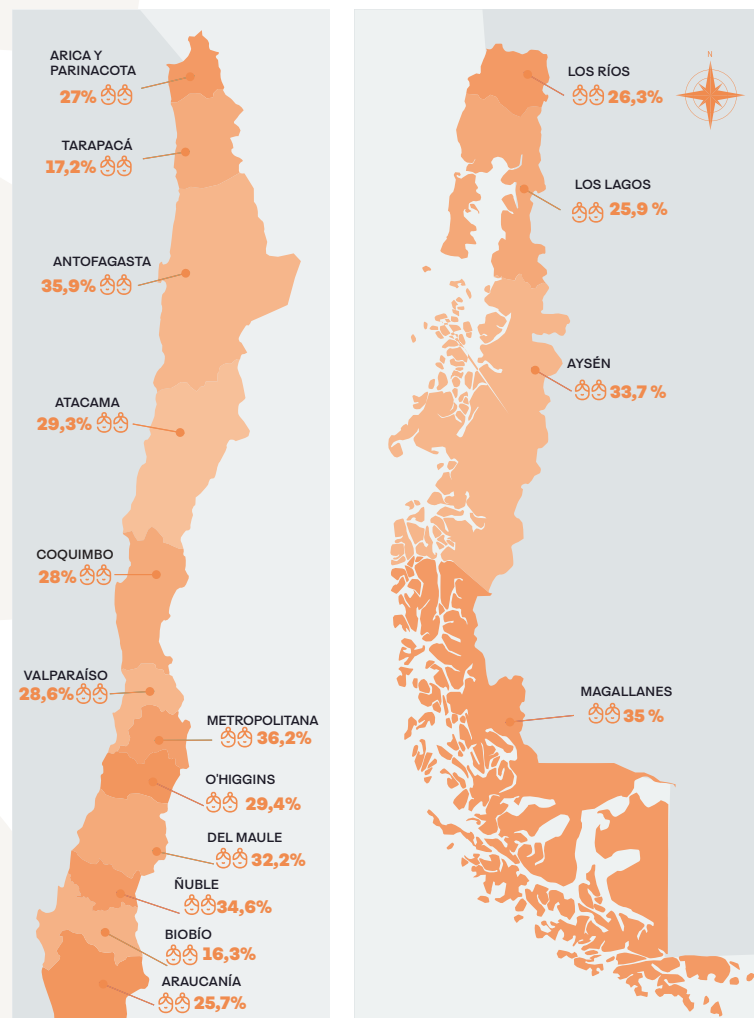 ARICA Y
PARINACOTA
27%
TARAPACÁ
17,2%
ANTOFAGASTA
35,9%
ATACAMA
29,3%
COQUIMBO
28%
VALPARAÍSO
28,6%
METROPOLITANA
36,2%
O'HIGGINS
29,4%
DEL MAULE
32,2%
ÑUBLE
34,6%
BIOBÍO
16,3%
ARAUCANÍA
25,7%
N
LOS RÍOS
26,3%
LOS LAGOS
25,9 %
AYSÉN
33,7 %
MAGALLANES
35 %